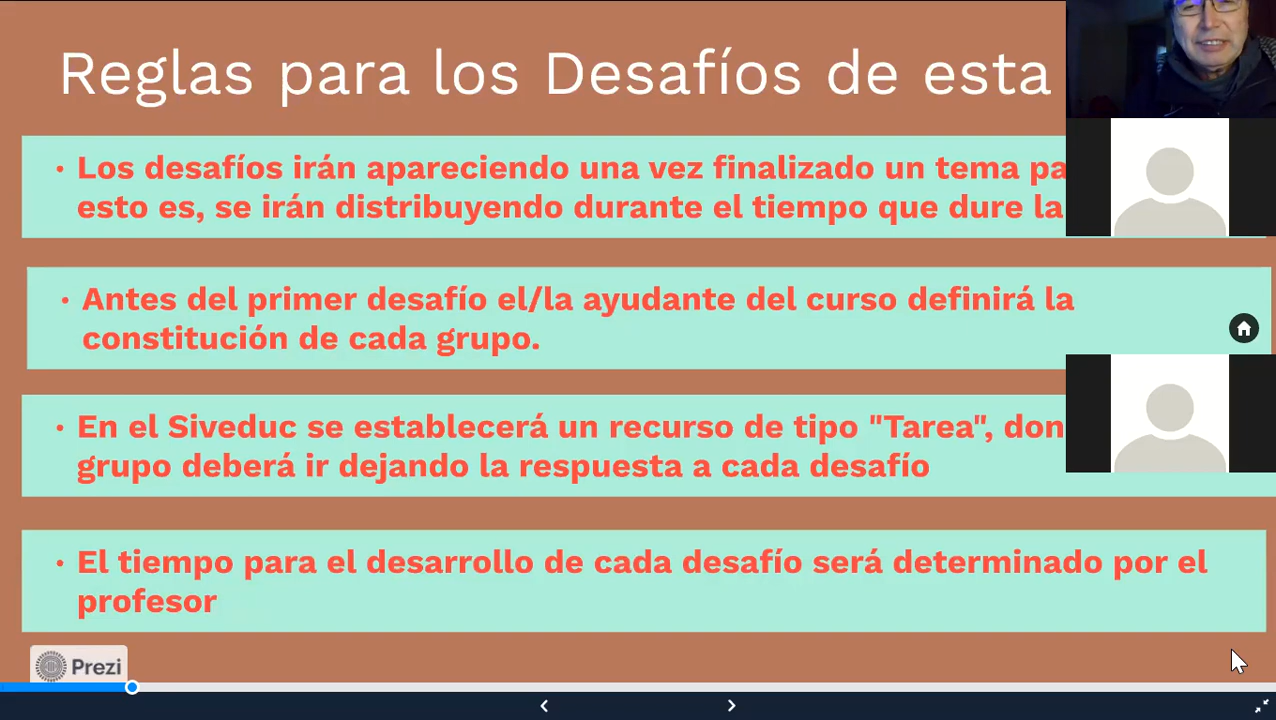 Reglas para los Desafíos de esta
• Los desafíos irán apareciendo una vez finalizado un tema
esto es, se irán distribuyendo durante el tiempo que dure la
• Antes del primer desafío el/la ayudante del curso definirá la
constitución de cada grupo.
• En el Siveduc se establecerá un recurso de tipo "Tarea",
grupo deberá ir dejando la respuesta a cada desafío
• El tiempo para el desarrollo de cada desafío será determinado por el
profesor
Prezi